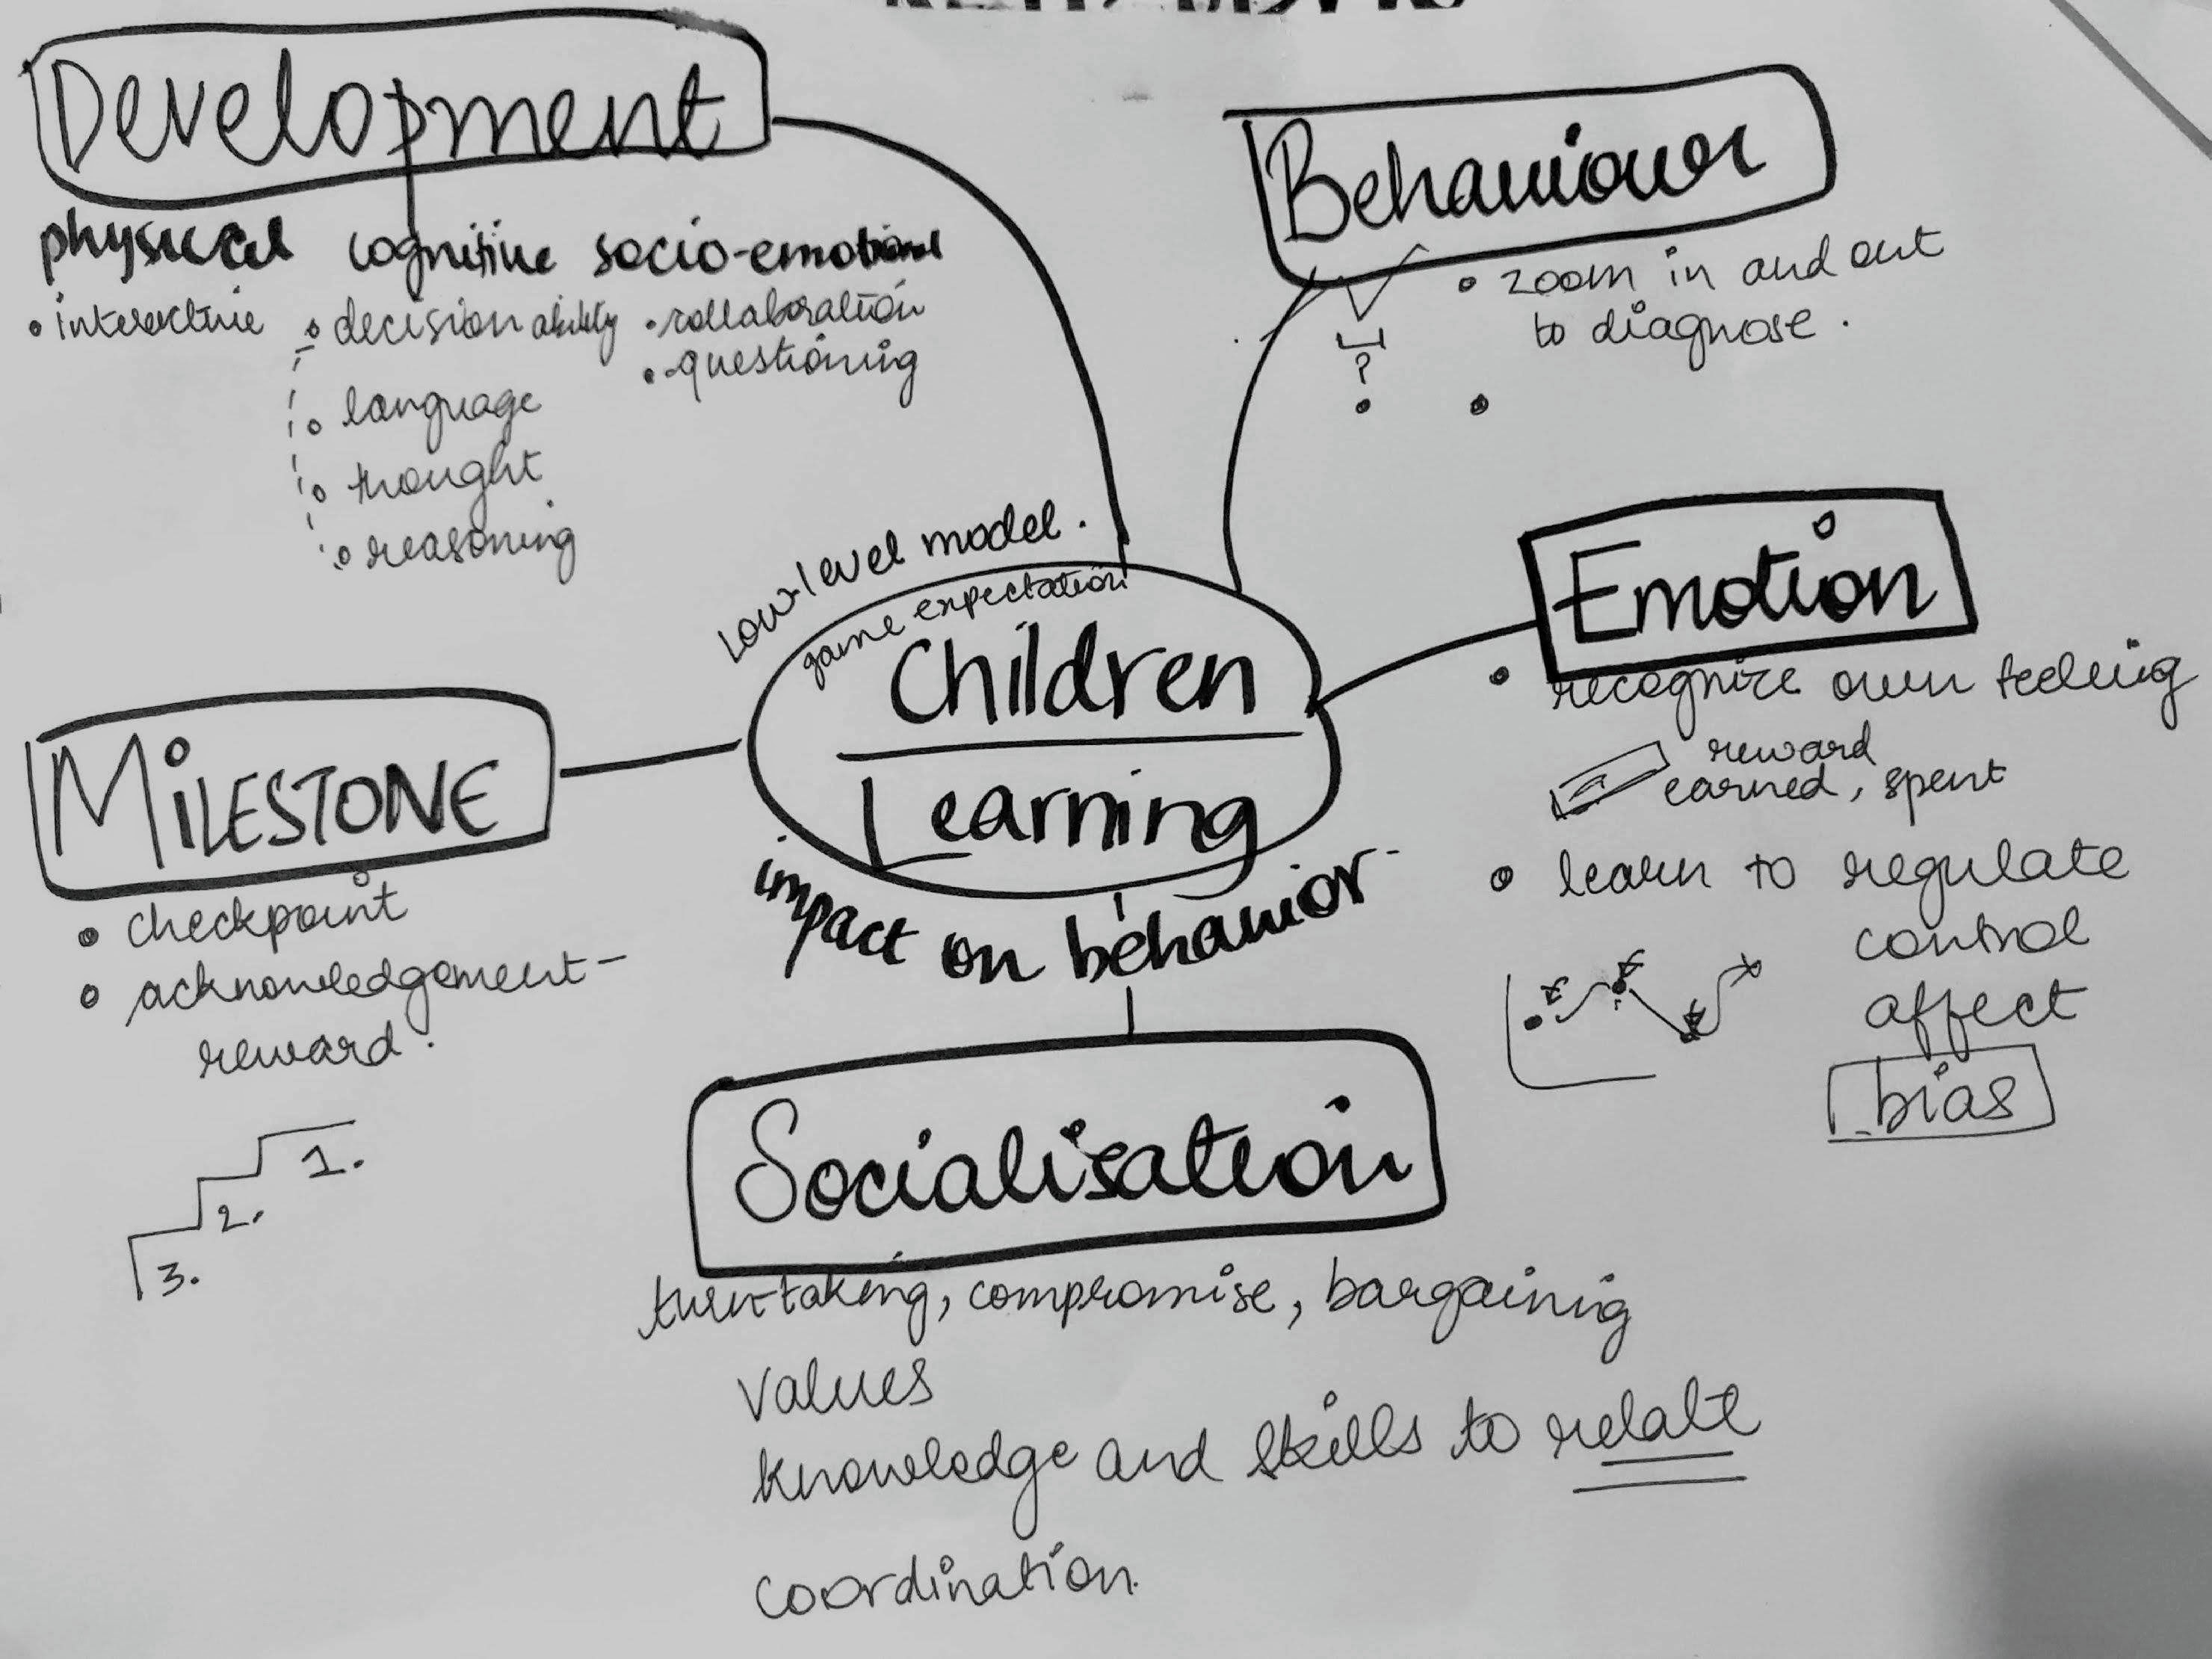 Development
physical cognitive socio-emotional
• interactive
• decision ability
• language
• thought
• reasoning
• collaboration
• questioning
Behaviour
• zoom in and out
to diagnose.
?
Low-level model.
game expectation
Children
Learning
impact on behavior
Emotion
• recognize own feeling
reward
earned, spent
• learn to regulate
control
affect
bias
MiLESTONE
• checkpoint
• acknowledgement-
reward.
1.
2.
3.
Socialisation
turn-taking, compromise, bargaining
values
knowledge and skills to relate
coordination.